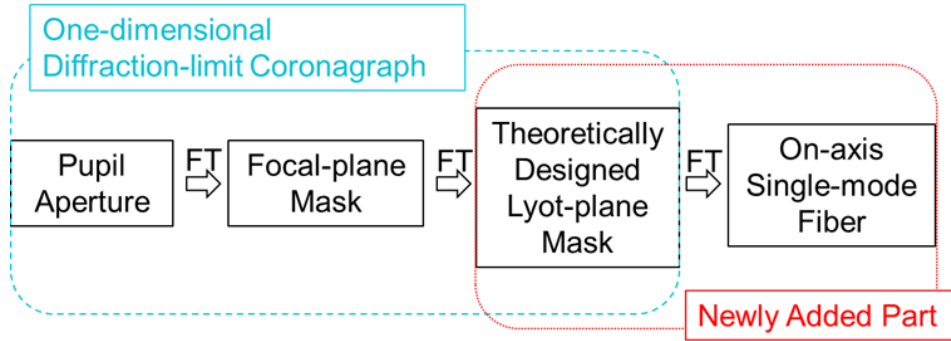 One-dimensional
Diffraction-limit Coronagraph
Pupil
Aperture
FT
Focal-plane
Mask
FT
Theoretically
Designed
Lyot-plane
Mask
FT
On-axis
Single-mode
Fiber
Newly Added Part